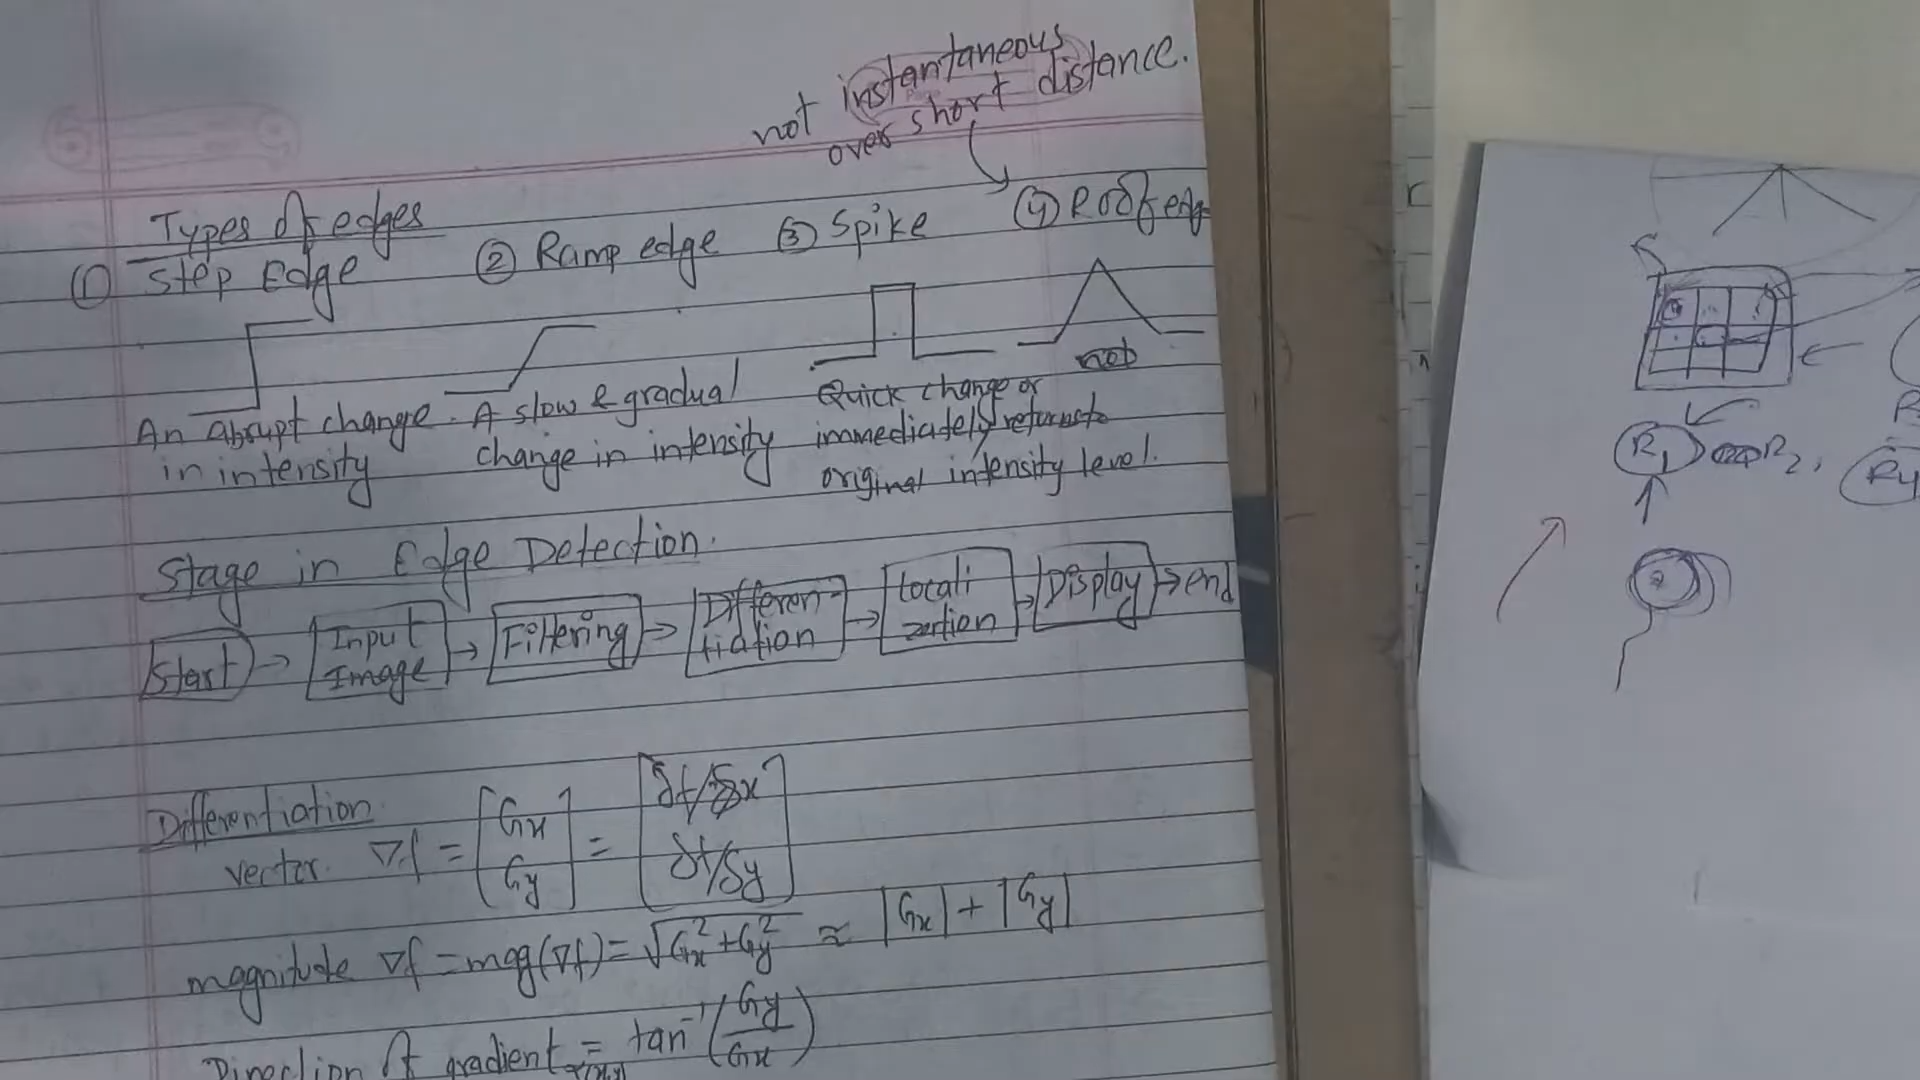 not instantaneous
over short distance.
Types of edges
① Step Edge ② Ramp edge ③ Spike ④ Roof edg
not
An abrupt change
in intensity
A slow & gradual
change in intensity
Quick change or
immediately returns to
original intensity level.
Stage in Edge Detection.
Start → Input Image → Filtering → Differentiation → Localization → Display → end
Differentiation
vector. ∇f = [Gx Gy] = [δf/δx δf/δy]
magnitude ∇f = mag(∇f) = √Gx² + Gy² ≈ |Gx| + |Gy|
Direction of gradient = tan⁻¹(Gy/Gx)
R1 R2,
R4